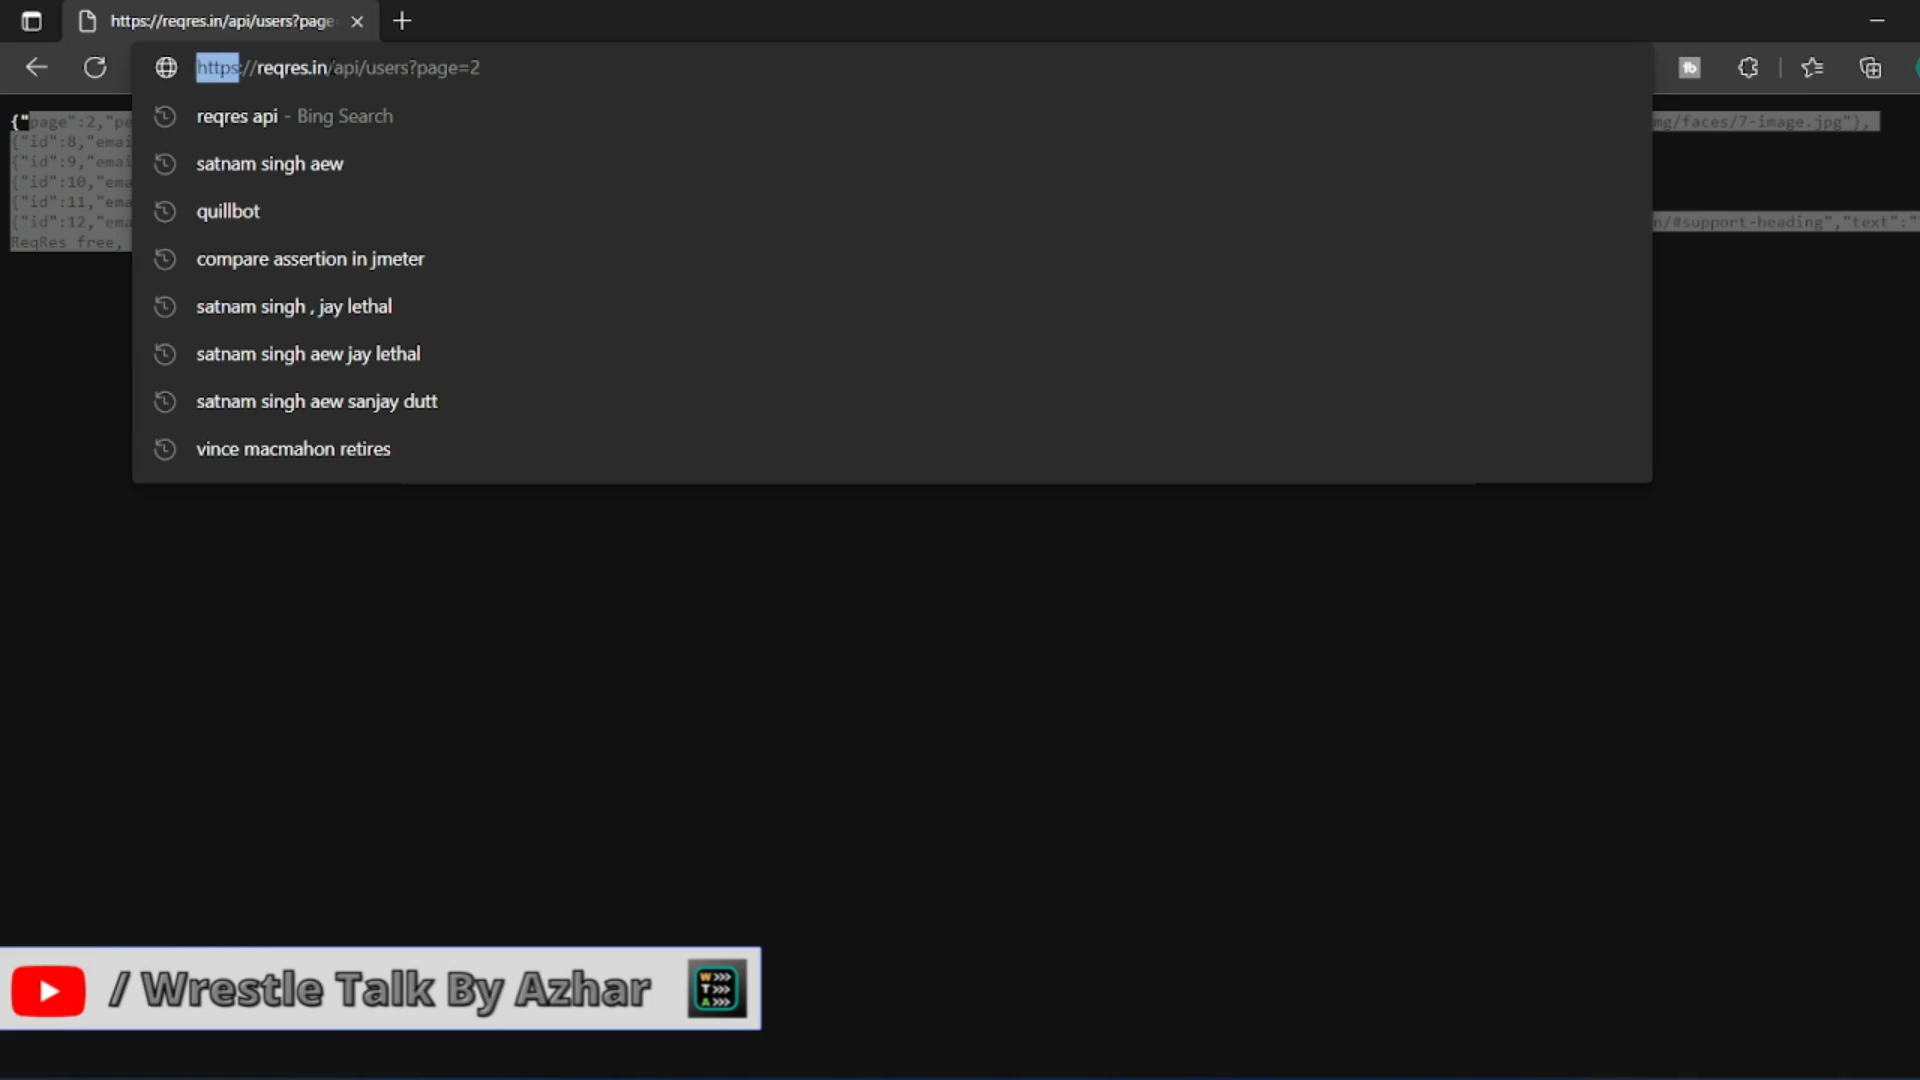 https://reqres.in/api/users?page
https://reqres.in/api/users?page=2
reqres api - Bing Search
satnam singh aew
quillbot
compare assertion in jmeter
satnam singh , jay lethal
satnam singh aew jay lethal
satnam singh aew sanjay dutt
vince macmahon retires
{"page":2,"pe
mg/faces/7-image.jpg"},
{"id":8,"emai
{"id":9,"emai
{"id":10,"ema
{"id":11,"ema
{"id":12,"ema
n/#support-heading","text":"
ReqRes free,
/ Wrestle Talk By Azhar
W>>>
T>>>
A>>>